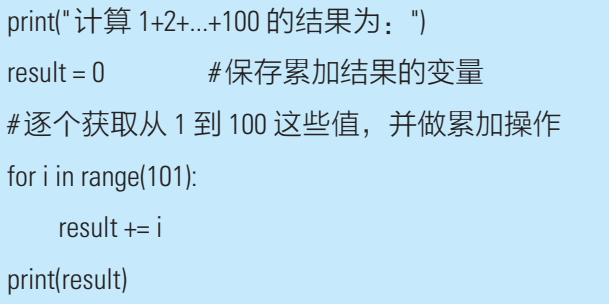 print("计算 1+2+...+100 的结果为：")
result = 0 #保存累加结果的变量
#逐个获取从 1 到 100 这些值，并做累加操作
for i in range(101):
    result += i
print(result)